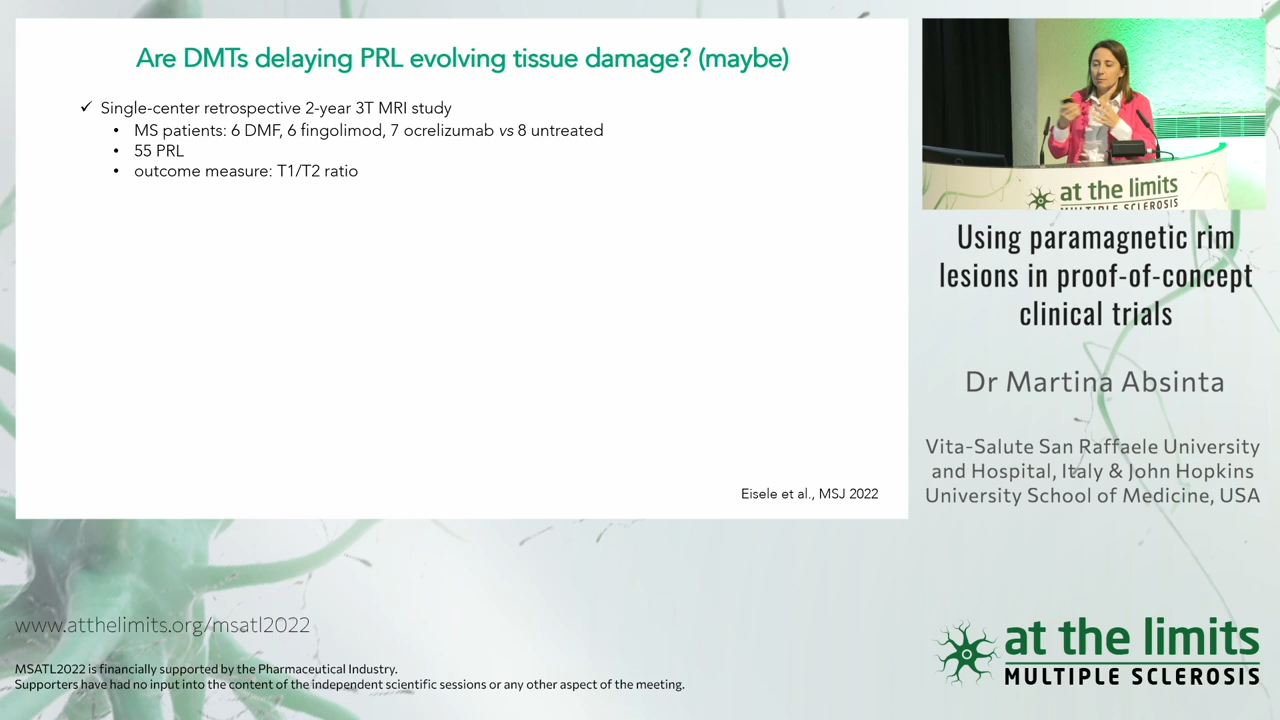 Are DMTs delaying PRL evolving tissue damage? (maybe)
✓ Single-center retrospective 2-year 3T MRI study
• MS patients: 6 DMF, 6 fingolimod, 7 ocrelizumab vs 8 untreated
• 55 PRL
• outcome measure: T1/T2 ratio
Eisele et al., MSJ 2022
at the limits
MULTIPLE SCLEROSIS
Using paramagnetic rim
lesions in proof-of-concept
clinical trials
Dr Martina Absinta
Vita-Salute San Raffaele University
and Hospital, Italy & John Hopkins
University School of Medicine, USA
www.atthelimits.org/msatl2022
MSATL2022 is financially supported by the Pharmaceutical Industry.
Supporters have had no input into the content of the independent scientific sessions or any other aspect of the meeting.
at the limits
MULTIPLE SCLEROSIS